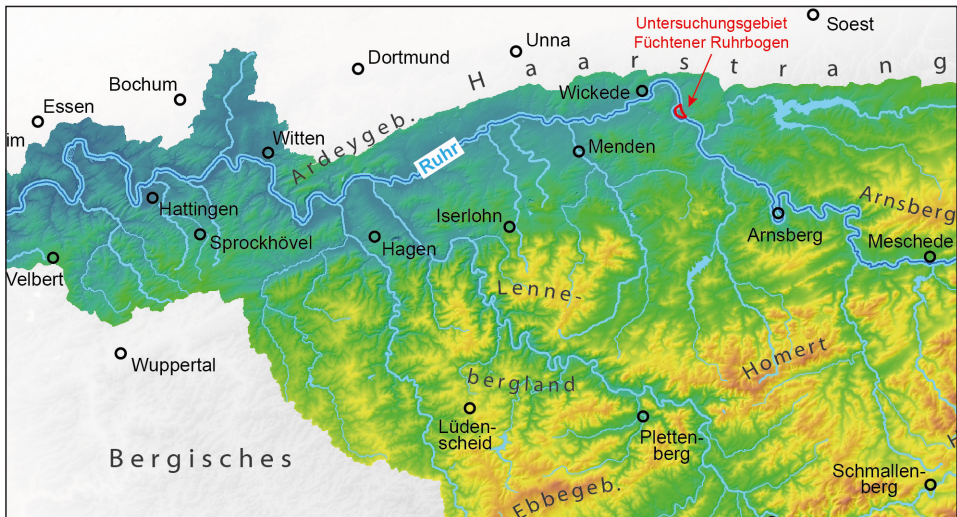 Untersuchungsgebiet
Füchtener Ruhrbogen
Soest
Unna
Dortmund
Haarstrang
Bochum
Wickede
Essen
im
Witten
Ardeygeb.
Menden
Ruhr
Hattingen
Arnsberg
Iserlohn
Sprockhövel
Hagen
Arnsberg
Meschede
Velbert
Lenne-
bergland
Homert
Wuppertal
Lüden-
scheid
Pletten-
berg
H
Bergisches
Schmallen-
berg
Ebbegeb.